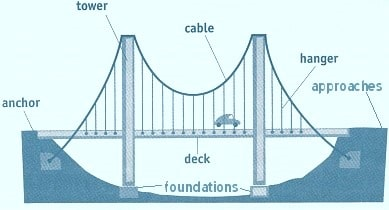 tower
cable
hanger
approaches
anchor
deck
foundations